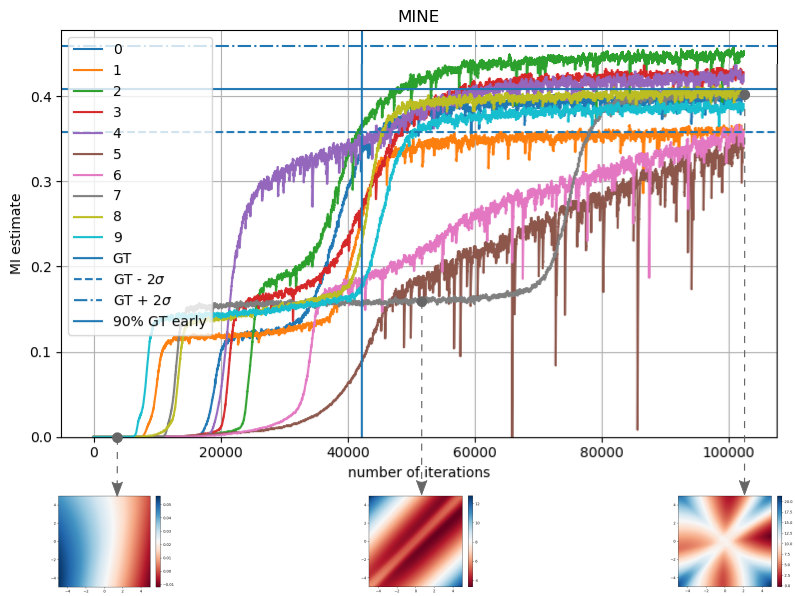 MINE
MI estimate
0.4
0.3
0.2
0.1
0.0
0
1
2
3
4
5
6
7
8
9
GT
GT - 2σ
GT + 2σ
90% GT early
0 20000 40000 60000 80000 100000
number of iterations